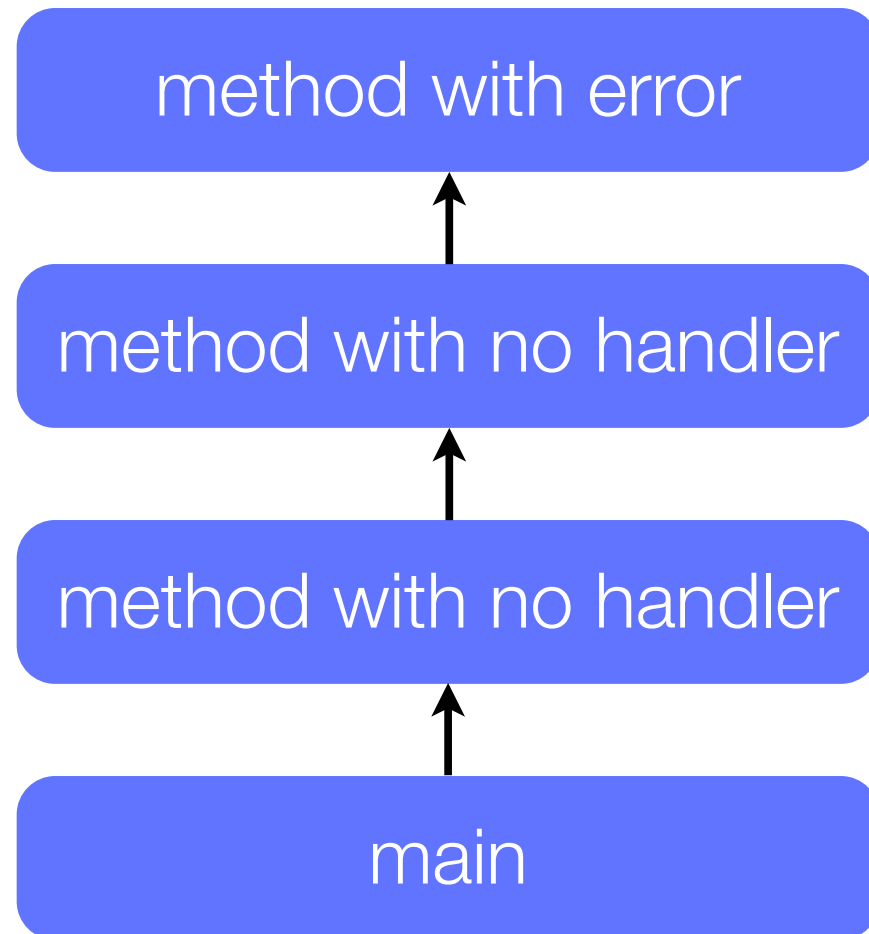 method with error
method with no handler
method with no handler
main